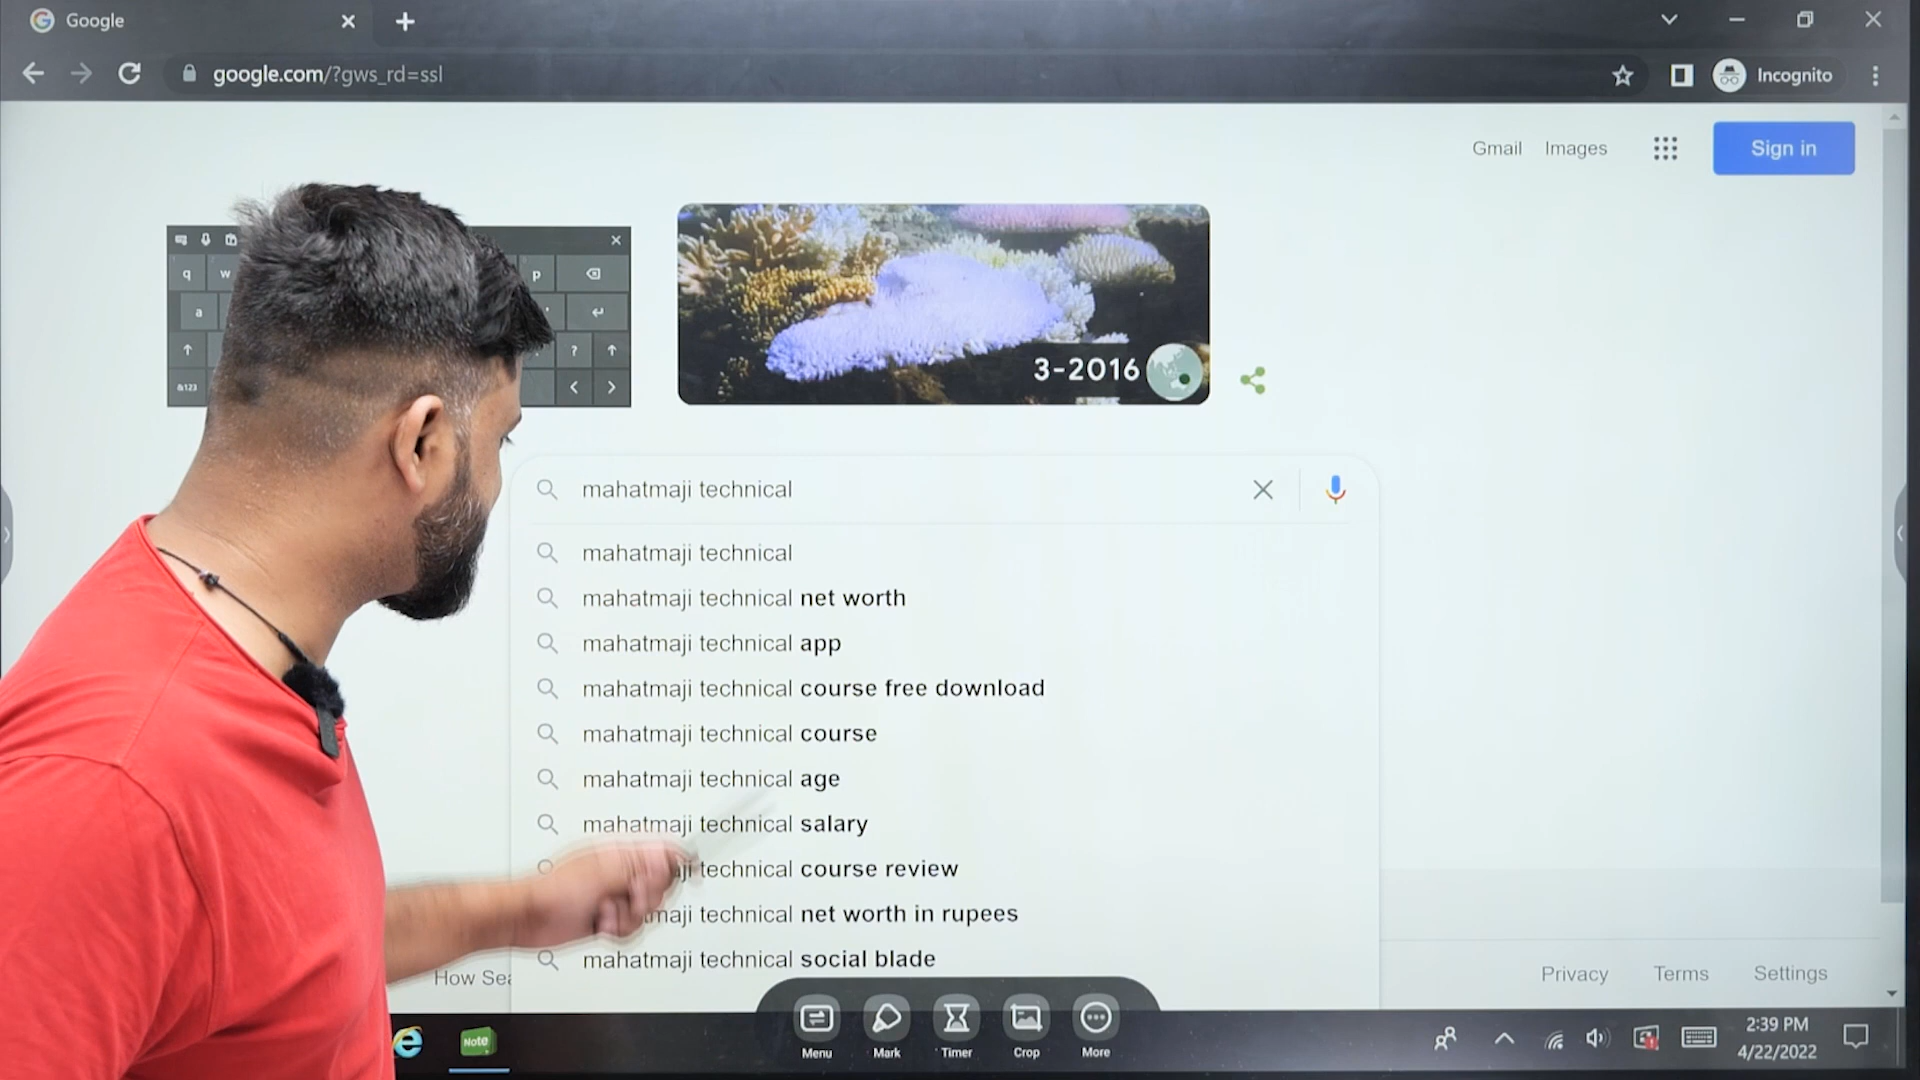 Google
google.com/?gws_rd=ssl
Incognito
Gmail Images
Sign in
q w p
a
? 
&123
3-2016
mahatmaji technical
mahatmaji technical
mahatmaji technical net worth
mahatmaji technical app
mahatmaji technical course free download
mahatmaji technical course
mahatmaji technical age
mahatmaji technical salary
technical course review
technical net worth in rupees
mahatmaji technical social blade
How
Privacy Terms Settings
Note
Menu Mark Timer Crop More
2:39 PM
4/22/2022